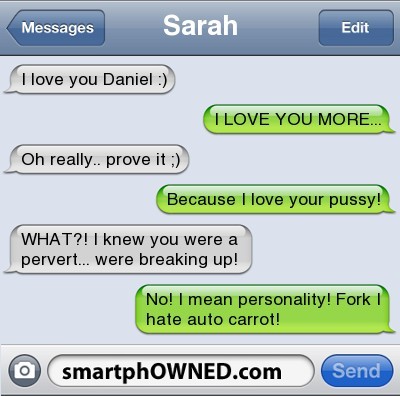 Messages
Sarah
Edit
I love you Daniel :)
I LOVE YOU MORE...
Oh really.. prove it ;)
Because I love your pussy!
WHAT?! I knew you were a
pervert... were breaking up!
No! I mean personality! Fork I
hate auto carrot!
smartphOWNED.com
Send